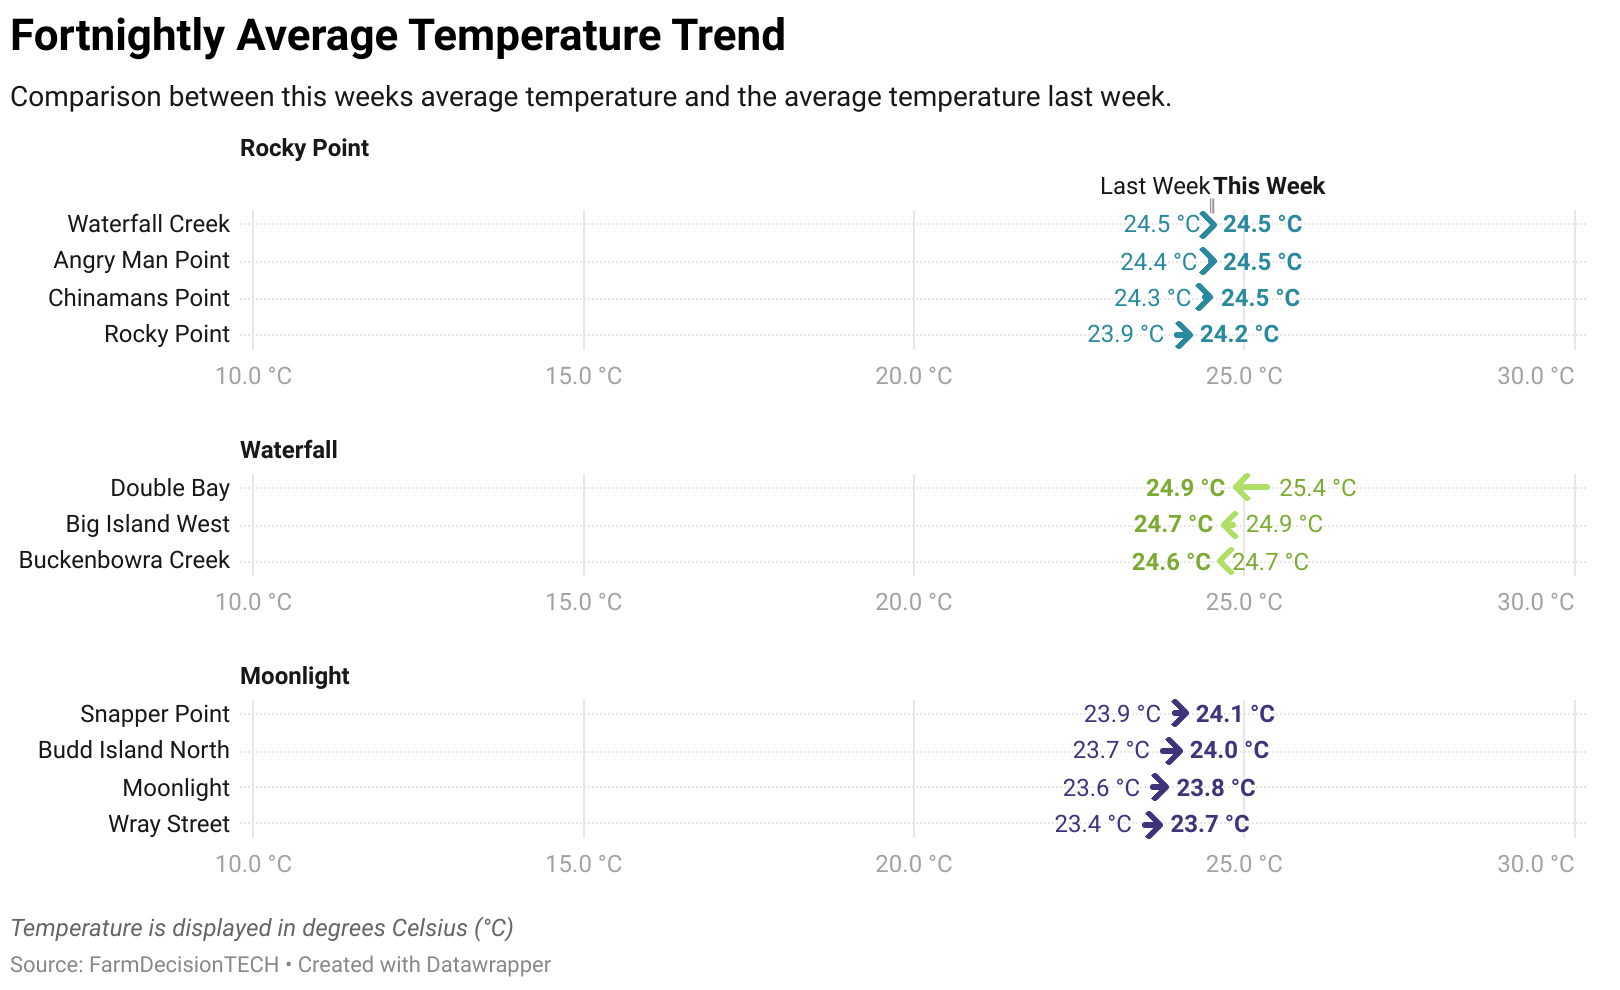 Fortnightly Average Temperature Trend
Comparison between this weeks average temperature and the average temperature last week.
Rocky Point
Last Week This Week
Waterfall Creek 24.5 °C 24.5 °C
Angry Man Point 24.4 °C 24.5 °C
Chinamans Point 24.3 °C 24.5 °C
Rocky Point 23.9 °C 24.2 °C
10.0 °C 15.0 °C 20.0 °C 25.0 °C 30.0 °C
Waterfall
Double Bay 24.9 °C 25.4 °C
Big Island West 24.7 °C 24.9 °C
Buckenbowra Creek 24.6 °C 24.7 °C
10.0 °C 15.0 °C 20.0 °C 25.0 °C 30.0 °C
Moonlight
Snapper Point 23.9 °C 24.1 °C
Budd Island North 23.7 °C 24.0 °C
Moonlight 23.6 °C 23.8 °C
Wray Street 23.4 °C 23.7 °C
10.0 °C 15.0 °C 20.0 °C 25.0 °C 30.0 °C
Temperature is displayed in degrees Celsius (°C)
Source: FarmDecisionTECH • Created with Datawrapper